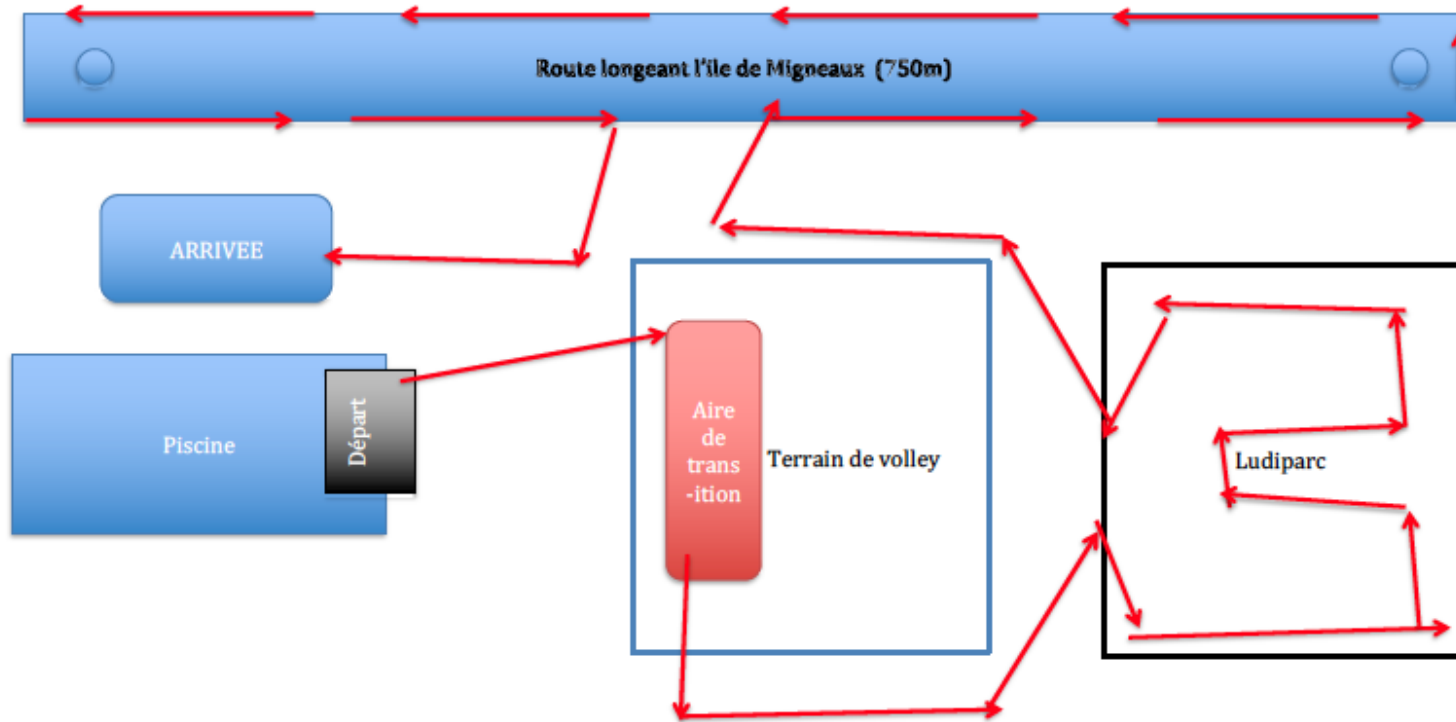 Route longeant l'ile de Migneaux (750m)
ARRIVEE
Piscine
Départ
Aire
de
trans
-ition
Terrain de volley
Ludiparc